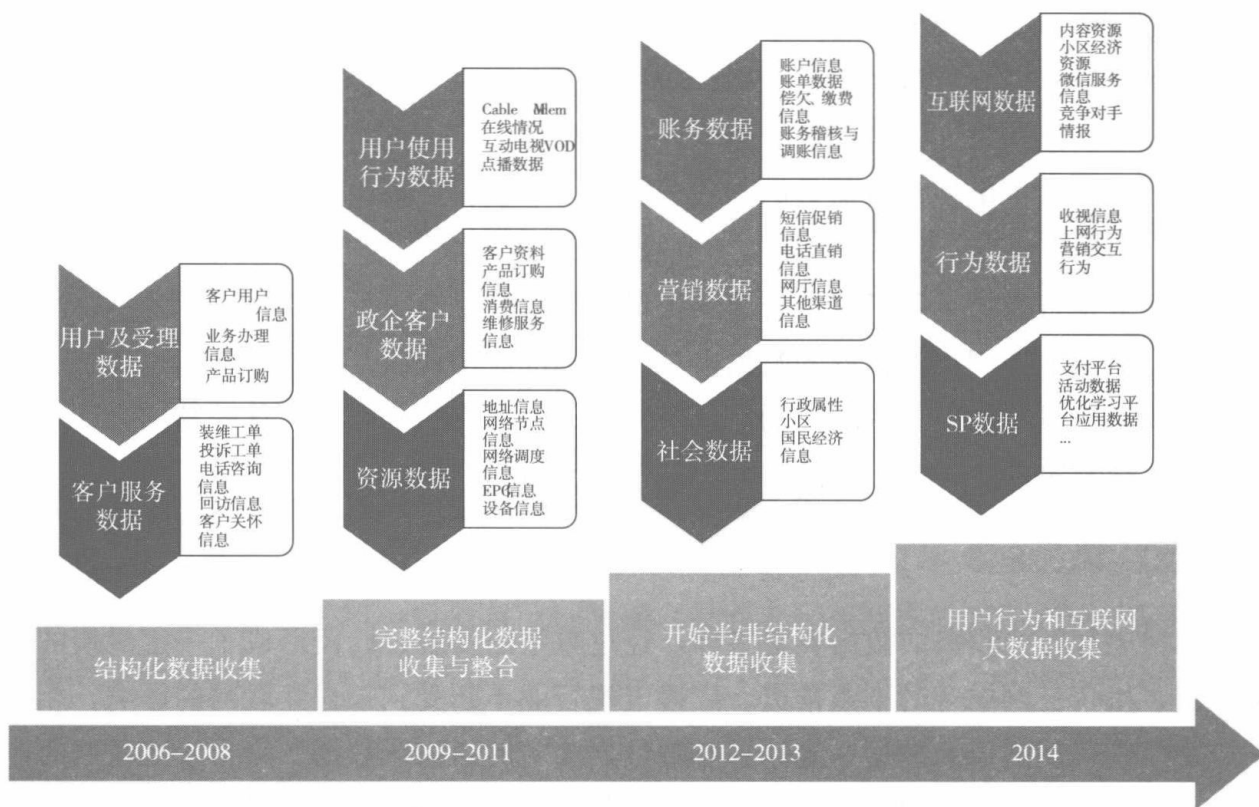 用户及受理
数据
客户用户
信息
业务办理
信息
产品订购
客户服务
数据
装维工单
投诉工单
电话咨询
信息
回访信息
客户关怀
信息
结构化数据收集
2006–2008
用户使用
行为数据
Cable
在线情况
互动电视VOD
点播数据
政企客户
数据
客户资料
产品订购
信息
消费信息
维修服务
信息
资源数据
地址信息
网络节点
信息
网络调度
信息
EPG信息
设备信息
完整结构化数据
收集与整合
2009–2011
账务数据
账户信息
账单数据
偿欠、缴费
信息
账务稽核与
调账信息
营销数据
短信促销
信息
电话直销
信息
网厅信息
其他渠道
信息
社会数据
行政属性
小区
国民经济
信息
开始半/非结构化
数据收集
2012–2013
互联网数据
内容资源
小区经济
资源
微信服务
信息
竞争对手
情报
行为数据
收视信息
上网行为
营销交互
行为
SP数据
支付平台
活动数据
优化学习平
台应用数据
...
用户行为和互联网
大数据收集
2014